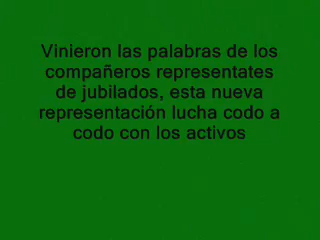 Vinieron las palabras de los
compañeros representates
de jubilados, esta nueva
representación lucha codo a
codo con los activos